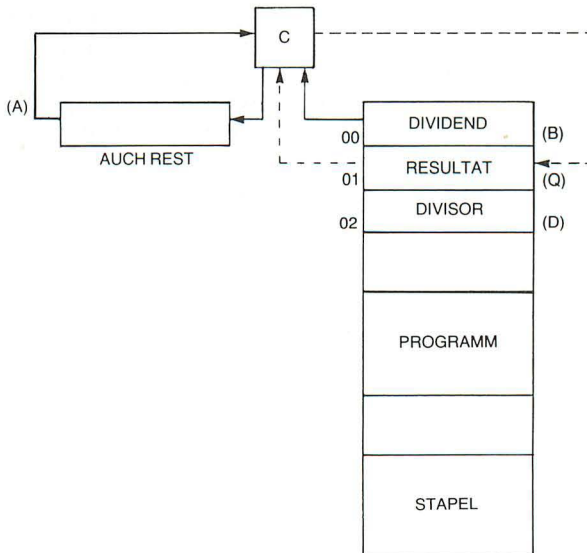 C
(A)
AUCH REST
00 DIVIDEND (B)
01 RESULTAT (Q)
02 DIVISOR (D)
PROGRAMM
STAPEL